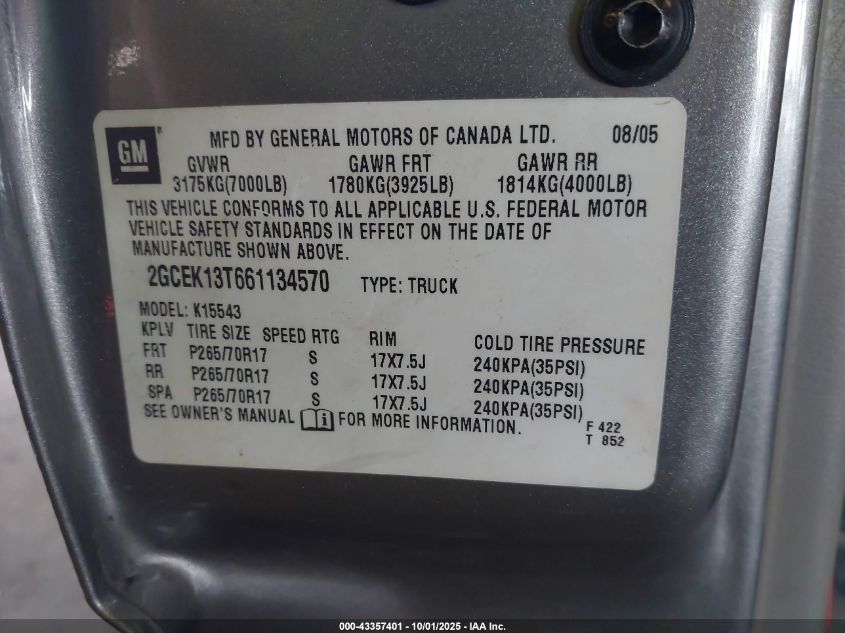 GM
MFD BY GENERAL MOTORS OF CANADA LTD. 08/05
GVWR GAWR FRT GAWR RR
3175KG(7000LB) 1780KG(3925LB) 1814KG(4000LB)
THIS VEHICLE CONFORMS TO ALL APPLICABLE U.S. FEDERAL MOTOR
VEHICLE SAFETY STANDARDS IN EFFECT ON THE DATE OF
MANUFACTURE SHOWN ABOVE.
2GCEK13T661134570 TYPE: TRUCK
MODEL: K15543
KPLV TIRE SIZE SPEED RTG RIM COLD TIRE PRESSURE
FRT P265/70R17 S 17X7.5J 240KPA(35PSI)
RR P265/70R17 S 17X7.5J 240KPA(35PSI)
SPA P265/70R17 S 17X7.5J 240KPA(35PSI)
SEE OWNER'S MANUAL i FOR MORE INFORMATION.
F 422
T 852
000-43357401 - 10/01/2025 - IAA Inc.